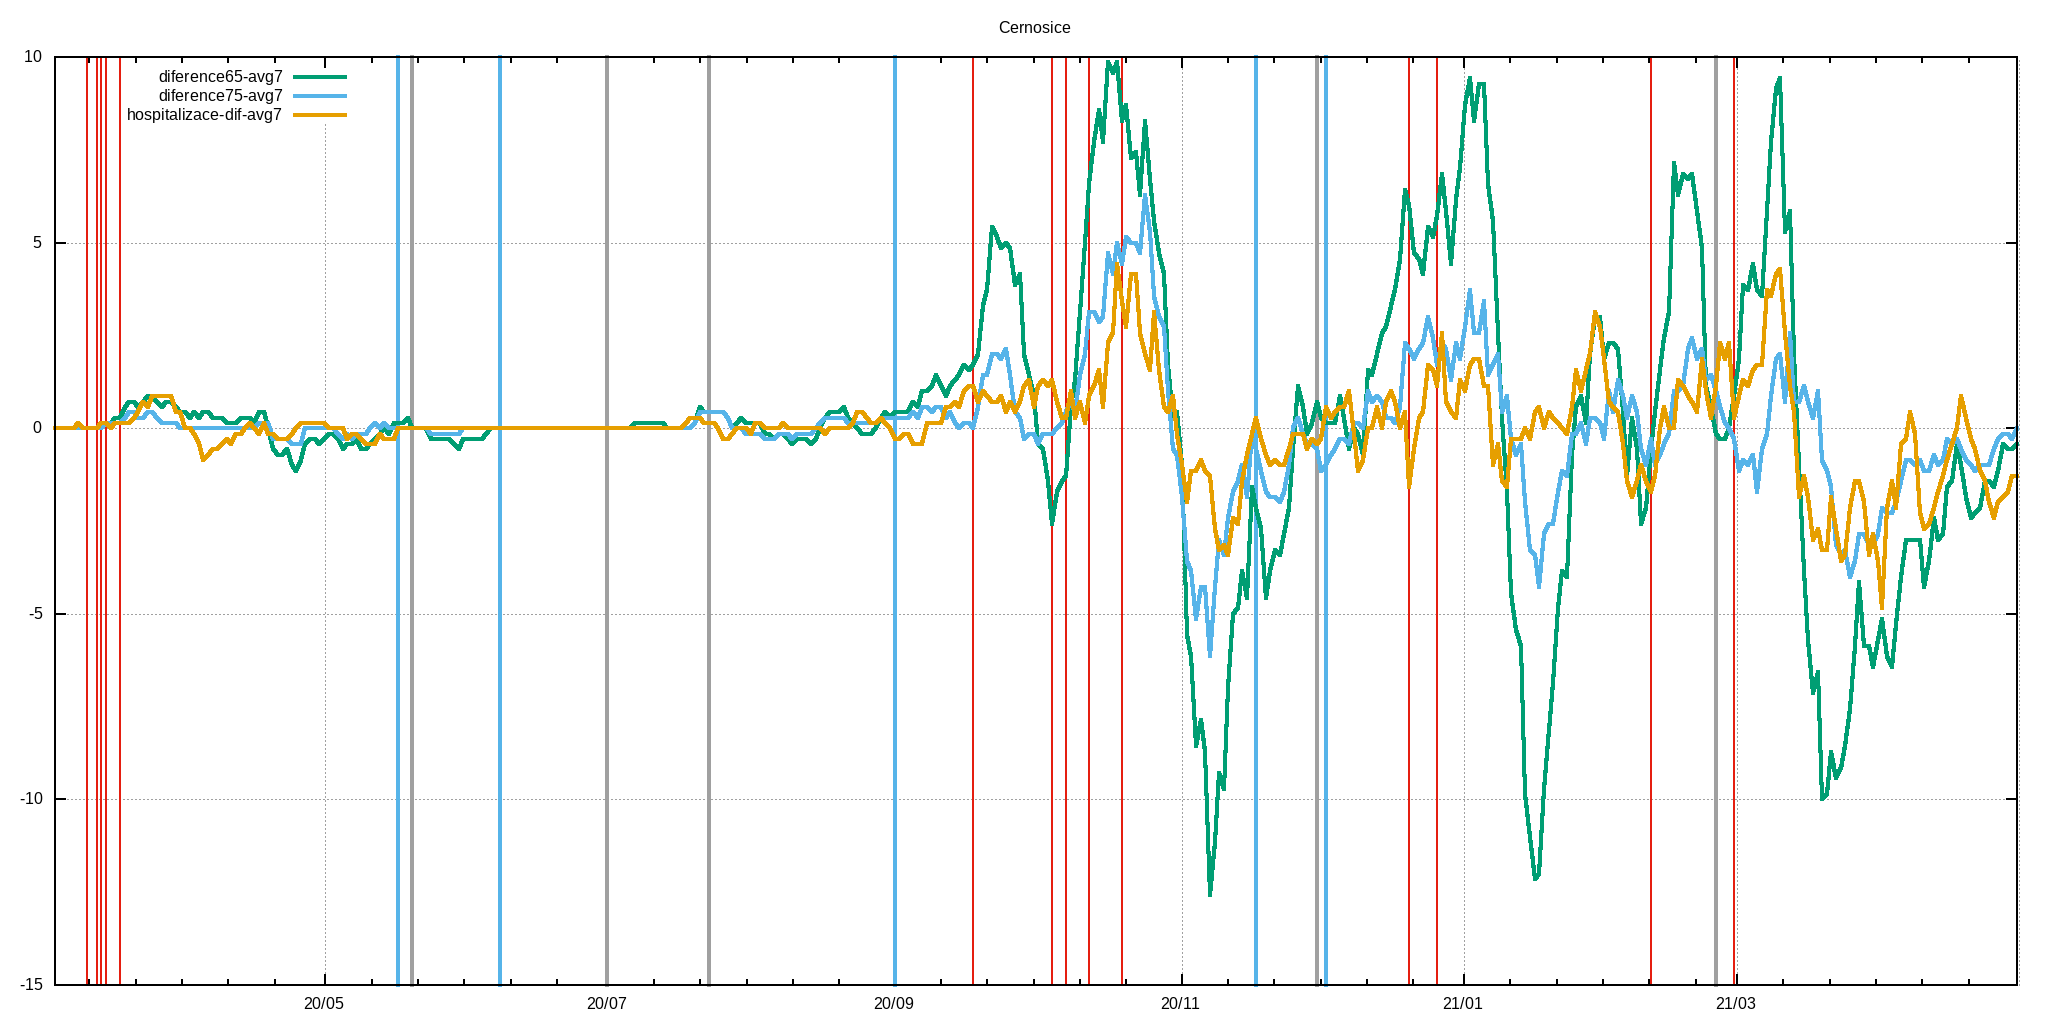 Cernosice
diference65-avg7
diference75-avg7
hospitalizace-dif-avg7
10
5
0
-5
-10
-15
20/05 20/07 20/09 20/11 21/01 21/03